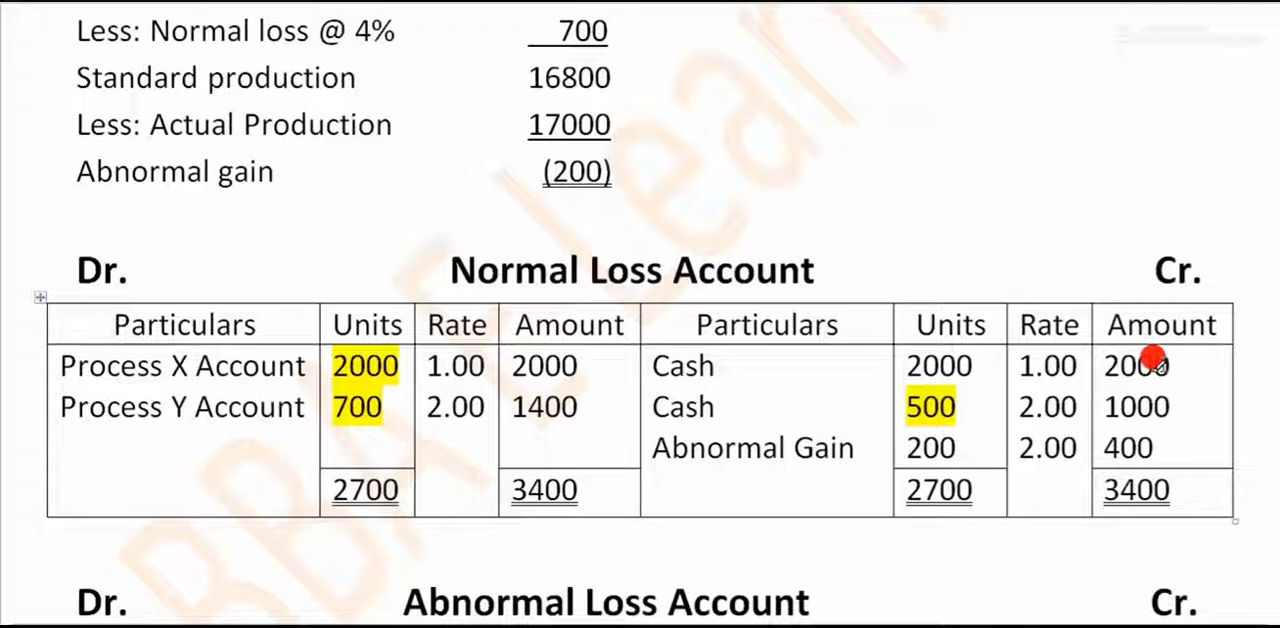 Less: Normal loss @ 4% 700
Standard production 16800
Less: Actual Production 17000
Abnormal gain (200)
Dr. Normal Loss Account Cr.
Particulars Units Rate Amount Particulars Units Rate Amount
Process X Account 2000 1.00 2000 Cash 2000 1.00 2000
Process Y Account 700 2.00 1400 Cash 500 2.00 1000
Abnormal Gain 200 2.00 400
2700 3400 2700 3400
Dr. Abnormal Loss Account Cr.